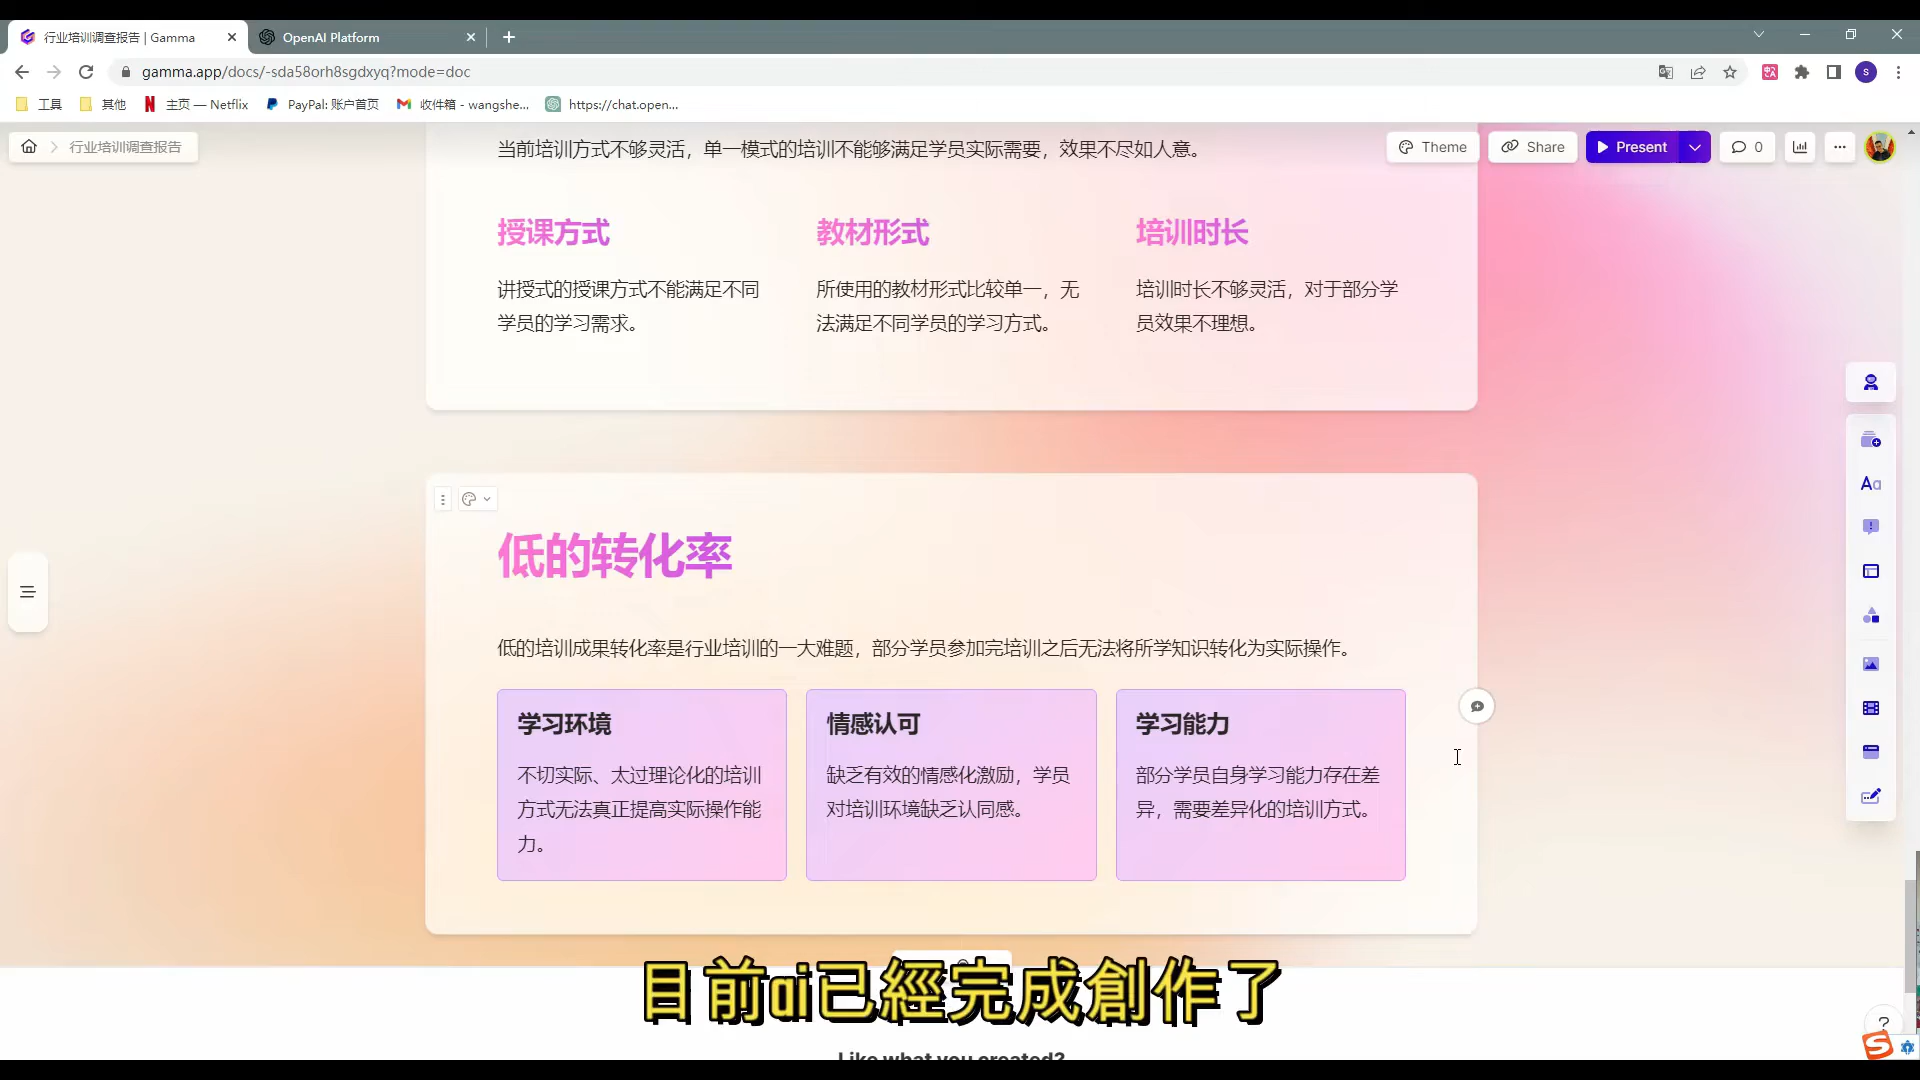 行业培训调查报告 | Gamma
OpenAI Platform
gamma.app/docs/-sda58orh8sgdxyq?mode=doc
工具
其他
主页 — Netflix
PayPal: 账户首页
收件箱 - wangshe...
https://chat.open...
行业培训调查报告
Theme
Share
Present
0
当前培训方式不够灵活，单一模式的培训不能够满足学员实际需要，效果不尽如人意。
授课方式
讲授式的授课方式不能满足不同
学员的学习需求。
教材形式
所使用的教材形式比较单一，无
法满足不同学员的学习方式。
培训时长
培训时长不够灵活，对于部分学
员效果不理想。
Aa
低的转化率
低的培训成果转化率是行业培训的一大难题，部分学员参加完培训之后无法将所学知识转化为实际操作。
学习环境
不切实际、太过理论化的培训
方式无法真正提高实际操作能
力。
情感认可
缺乏有效的情感化激励，学员
对培训环境缺乏认同感。
学习能力
部分学员自身学习能力存在差
异，需要差异化的培训方式。
目前ai已經完成創作了
Like what you created?
?
S